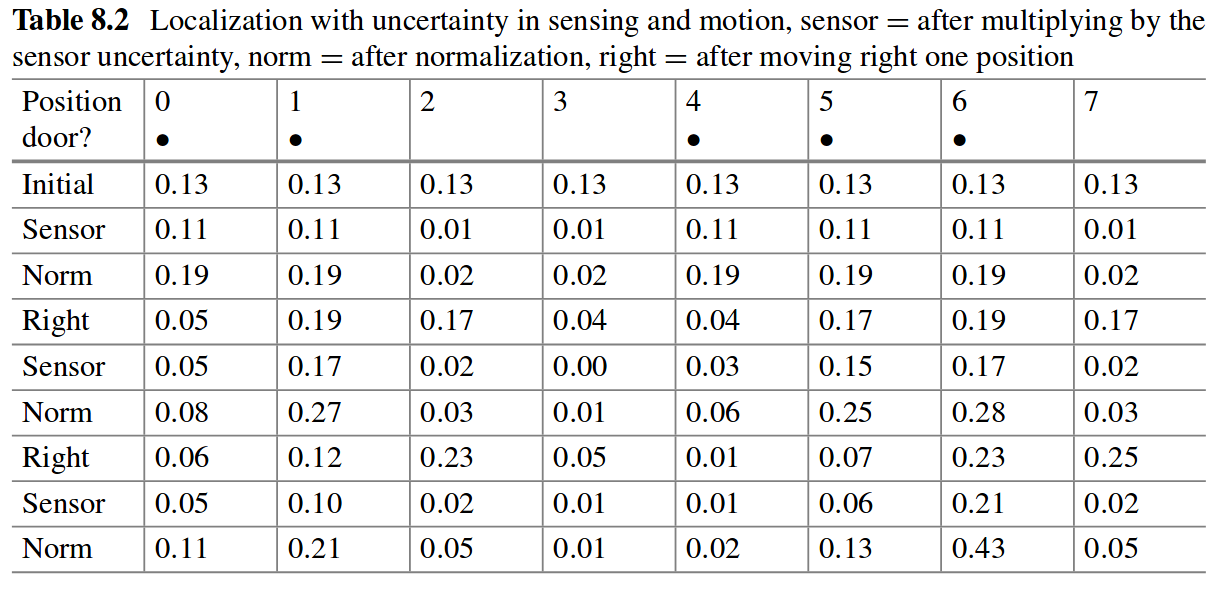 Table 8.2 Localization with uncertainty in sensing and motion, sensor = after multiplying by the
sensor uncertainty, norm = after normalization, right = after moving right one position
Position 0 1 2 3 4 5 6 7
door? • • • • •
Initial 0.13 0.13 0.13 0.13 0.13 0.13 0.13 0.13
Sensor 0.11 0.11 0.01 0.01 0.11 0.11 0.11 0.01
Norm 0.19 0.19 0.02 0.02 0.19 0.19 0.19 0.02
Right 0.05 0.19 0.17 0.04 0.04 0.17 0.19 0.17
Sensor 0.05 0.17 0.02 0.00 0.03 0.15 0.17 0.02
Norm 0.08 0.27 0.03 0.01 0.06 0.25 0.28 0.03
Right 0.06 0.12 0.23 0.05 0.01 0.07 0.23 0.25
Sensor 0.05 0.10 0.02 0.01 0.01 0.06 0.21 0.02
Norm 0.11 0.21 0.05 0.01 0.02 0.13 0.43 0.05